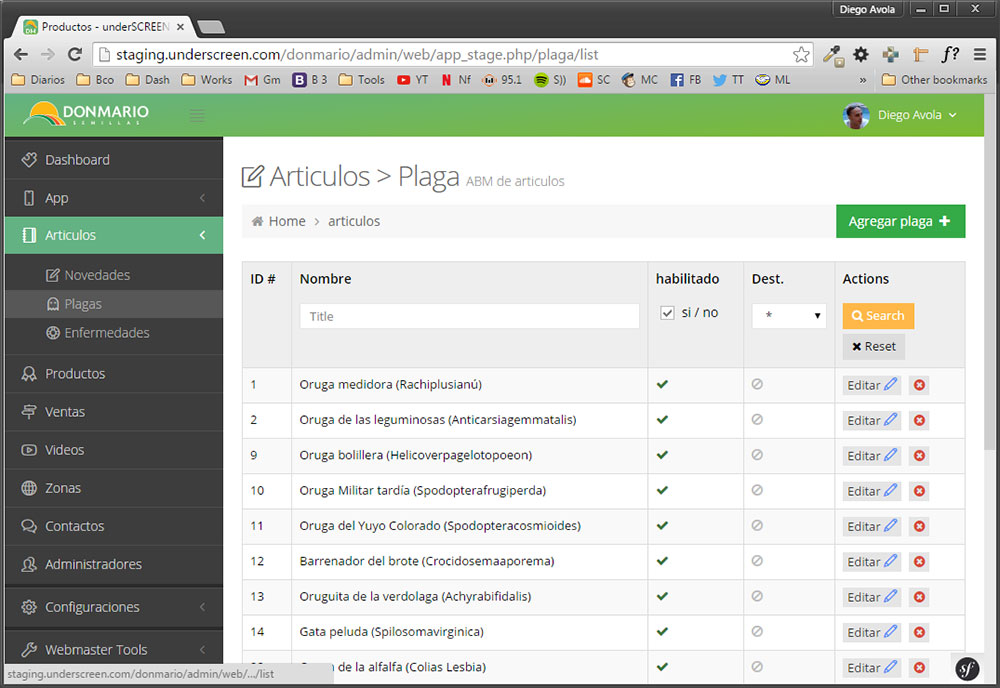 Diego Avola
Productos - underSCREEN
staging.underscreen.com/donmario/admin/web/app_stage.php/plaga/list
f?
Diarios
Bco
Dash
Works
Gm
B 3
Tools
YT
Nf
95.1
S))
SC
MC
FB
TT
ML
»
Other bookmarks
DONMARIO
SEMILLAS
Diego Avola
Dashboard
App
Articulos
Novedades
Plagas
Enfermedades
Productos
Ventas
Videos
Zonas
Contactos
Administradores
Configuraciones
Webmaster Tools
staging.underscreen.com/donmario/admin/web/.../list
Articulos > Plaga ABM de articulos
Home > articulos
Agregar plaga +
ID # Nombre habilitado Dest. Actions
Title si / no * Search
Reset
1 Oruga medidora (Rachiplusianú) Editar
2 Oruga de las leguminosas (Anticarsiagemmatalis) Editar
9 Oruga bolillera (Helicoverpagelotopoeon) Editar
10 Oruga Militar tardía (Spodopterafrugiperda) Editar
11 Oruga del Yuyo Colorado (Spodopteracosmioides) Editar
12 Barrenador del brote (Crocidosemaaporema) Editar
13 Oruguita de la verdolaga (Achyrabifidalis) Editar
14 Gata peluda (Spilosomavirginica) Editar
de la alfalfa (Colias Lesbia) Editar
sf